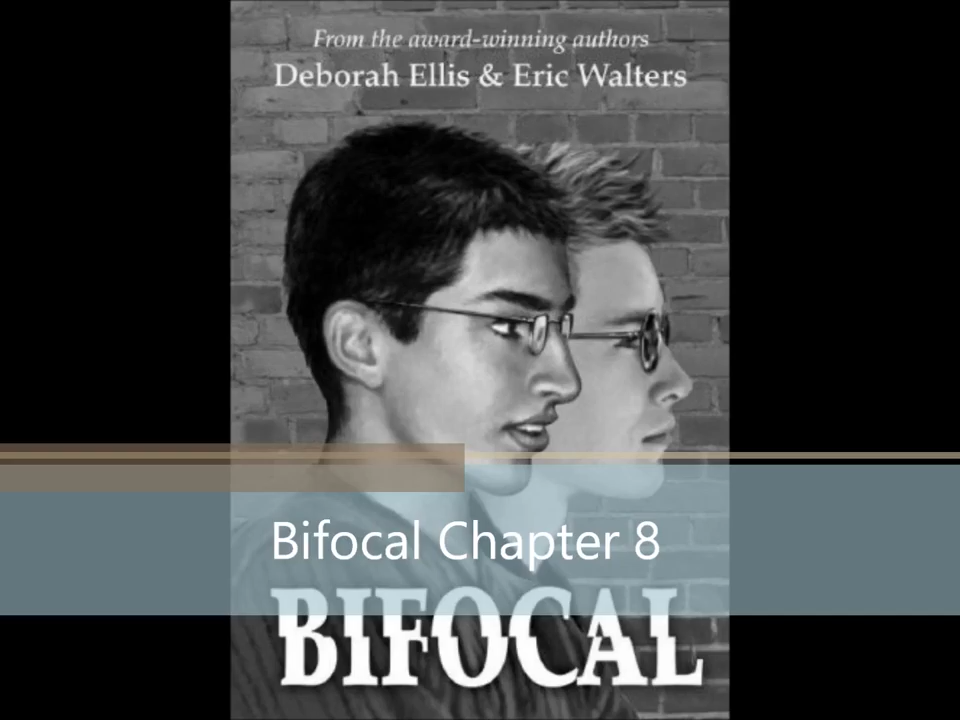 From the award-winning authors
Deborah Ellis & Eric Walters
Bifocal Chapter 8
BIFOCAL